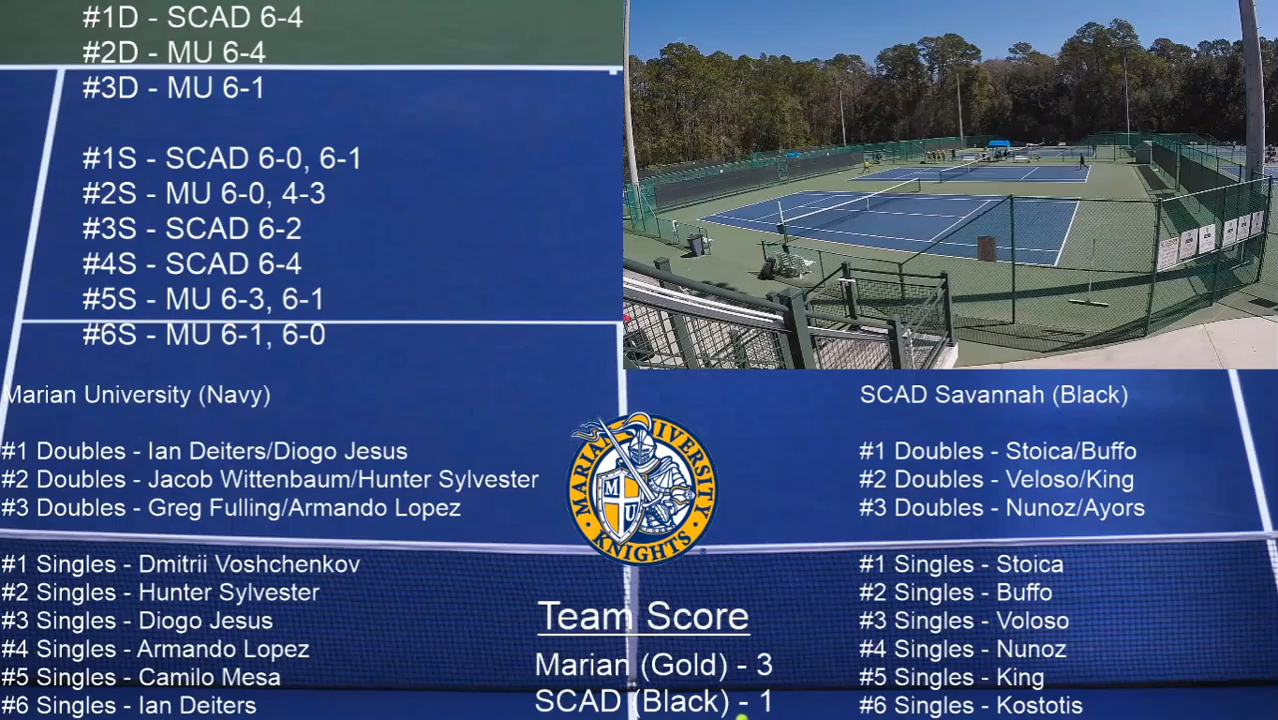 #1D - SCAD 6-4
#2D - MU 6-4
#3D - MU 6-1
#1S - SCAD 6-0, 6-1
#2S - MU 6-0, 4-3
#3S - SCAD 6-2
#4S - SCAD 6-4
#5S - MU 6-3, 6-1
#6S - MU 6-1, 6-0
Marian University (Navy)
#1 Doubles - Ian Deiters/Diogo Jesus
#2 Doubles - Jacob Wittenbaum/Hunter Sylvester
#3 Doubles - Greg Fulling/Armando Lopez
#1 Singles - Dmitrii Voshchenkov
#2 Singles - Hunter Sylvester
#3 Singles - Diogo Jesus
#4 Singles - Armando Lopez
#5 Singles - Camilo Mesa
#6 Singles - Ian Deiters
MARIAN UNIVERSITY
MU
KNIGHTS
Team Score
Marian (Gold) - 3
SCAD (Black) - 1
SCAD Savannah (Black)
#1 Doubles - Stoica/Buffo
#2 Doubles - Veloso/King
#3 Doubles - Nunoz/Ayors
#1 Singles - Stoica
#2 Singles - Buffo
#3 Singles - Voloso
#4 Singles - Nunoz
#5 Singles - King
#6 Singles - Kostotis